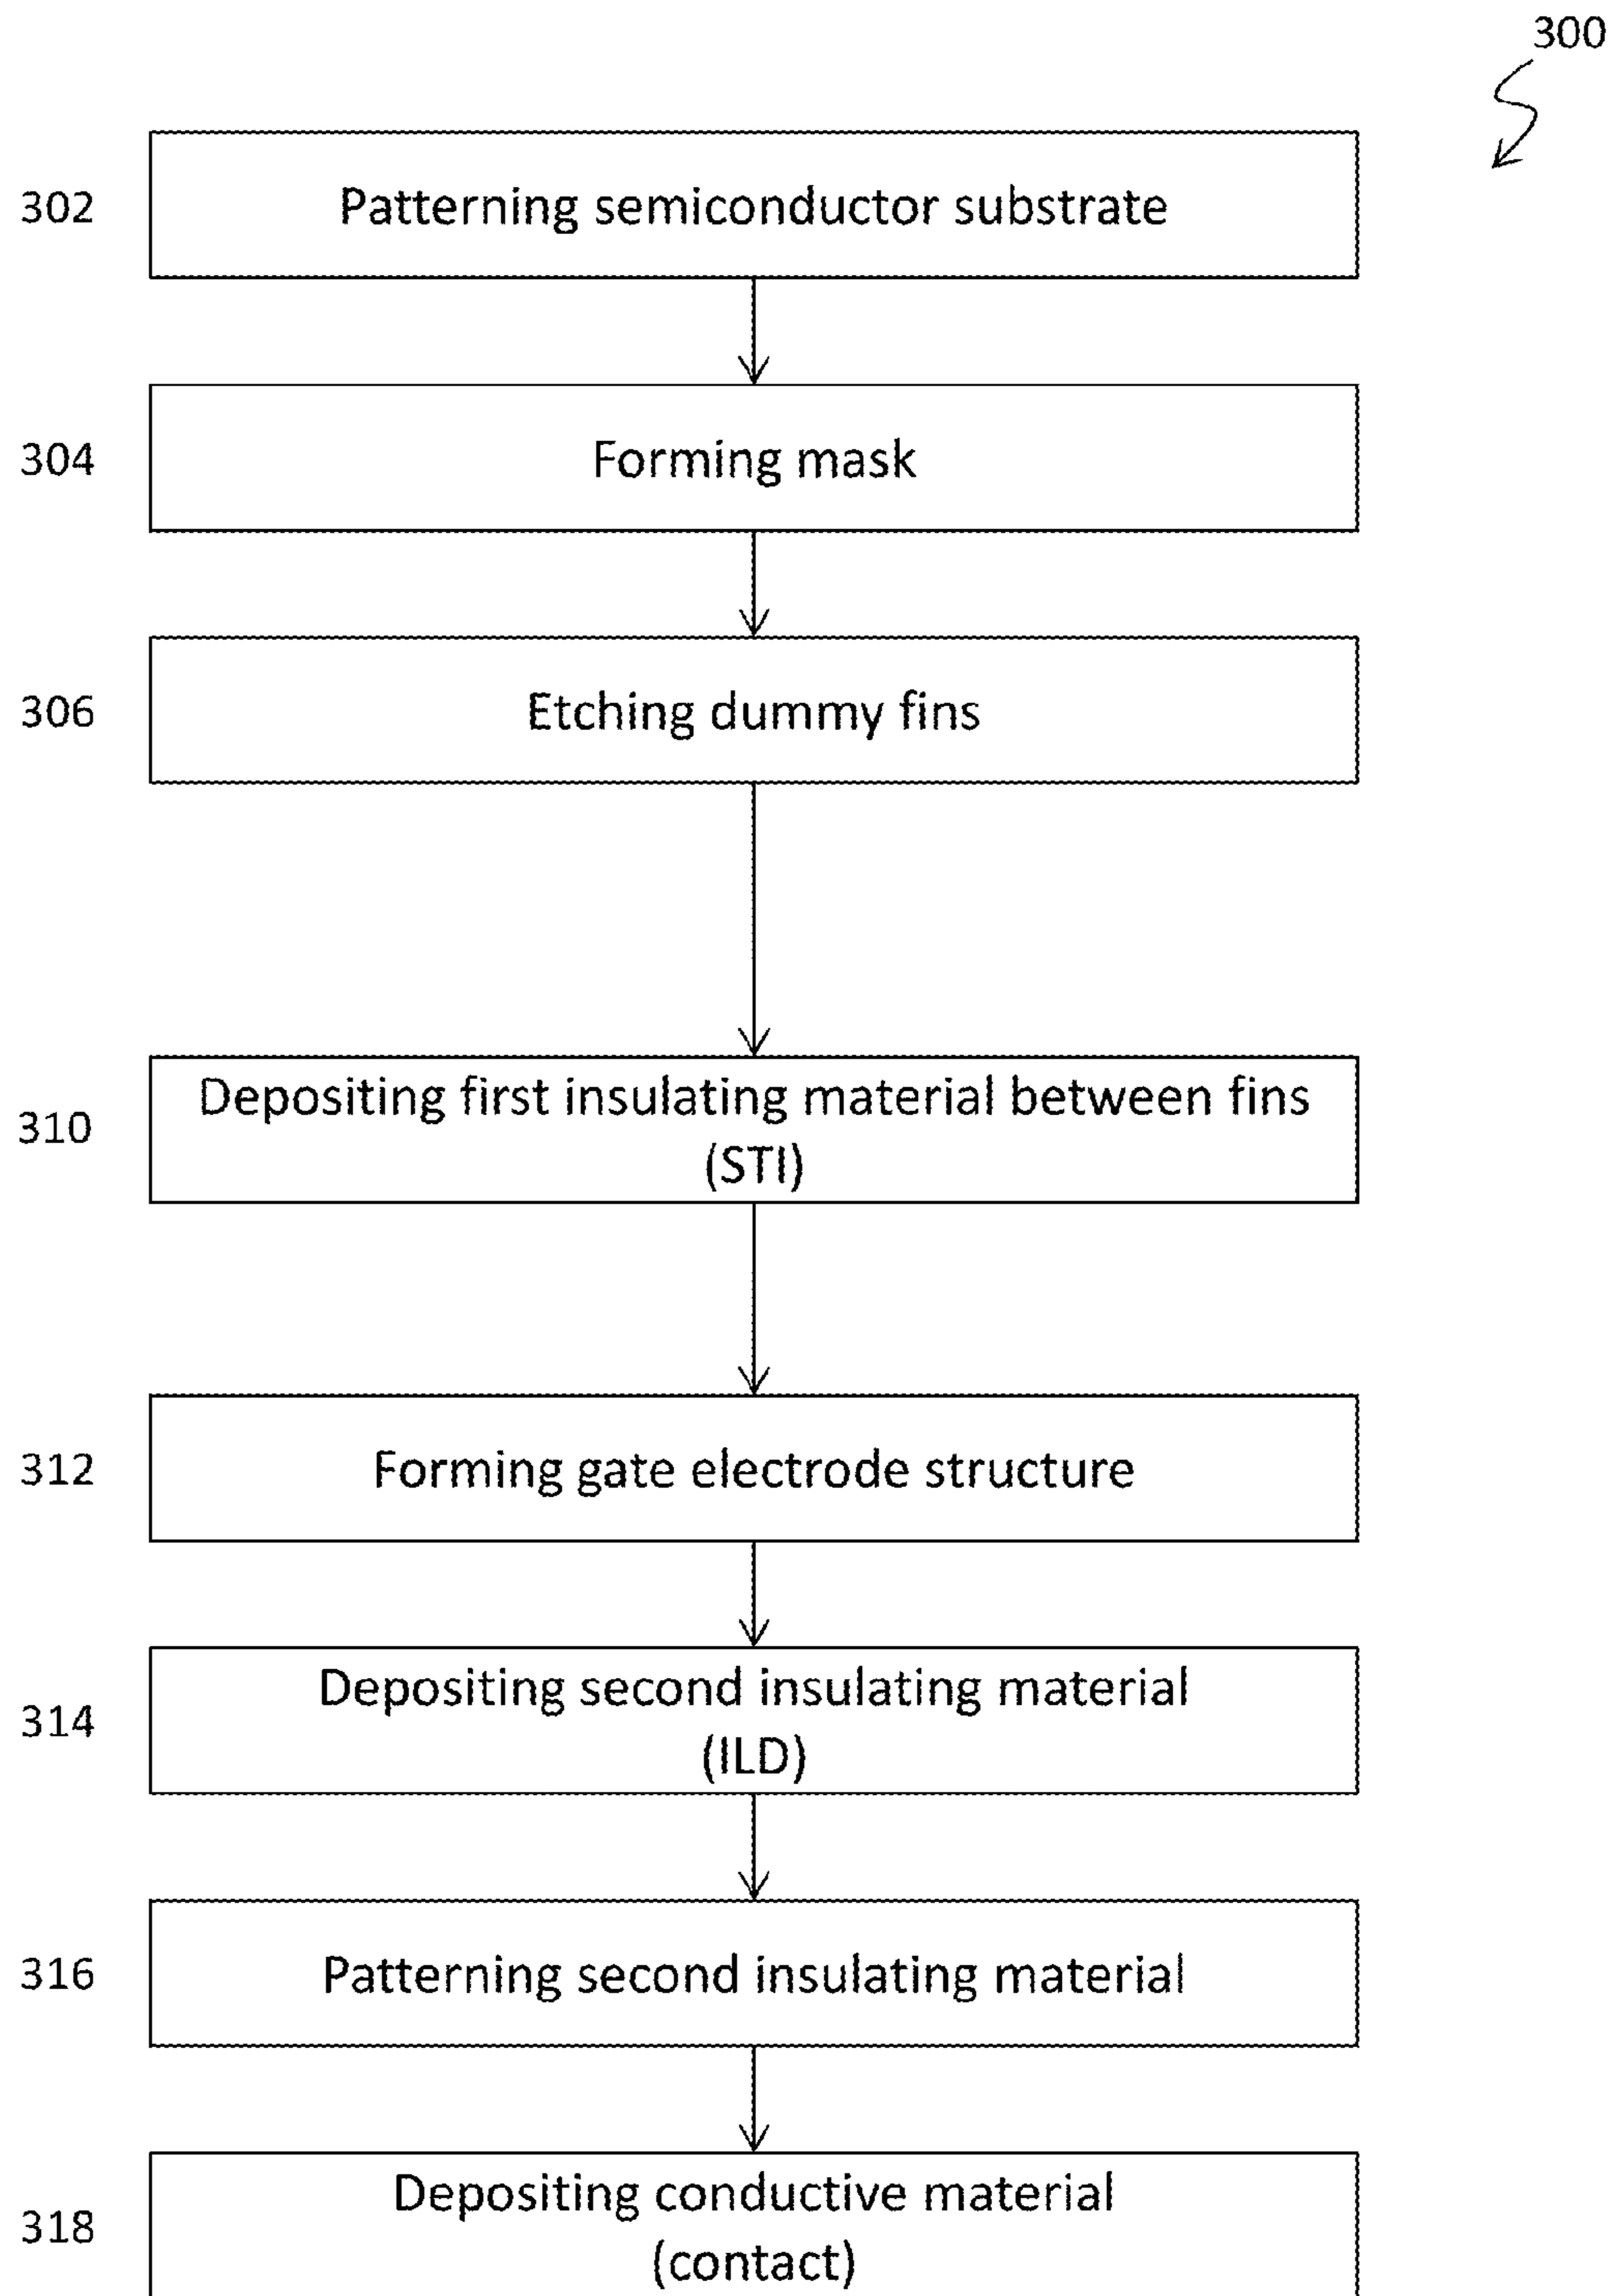 300
302
Patterning semiconductor substrate
304
Forming mask
306
Etching dummy fins
310
Depositing first insulating material between fins
(STI)
312
Forming gate electrode structure
314
Depositing second insulating material
(ILD)
316
Patterning second insulating material
318
Depositing conductive material
(contact)